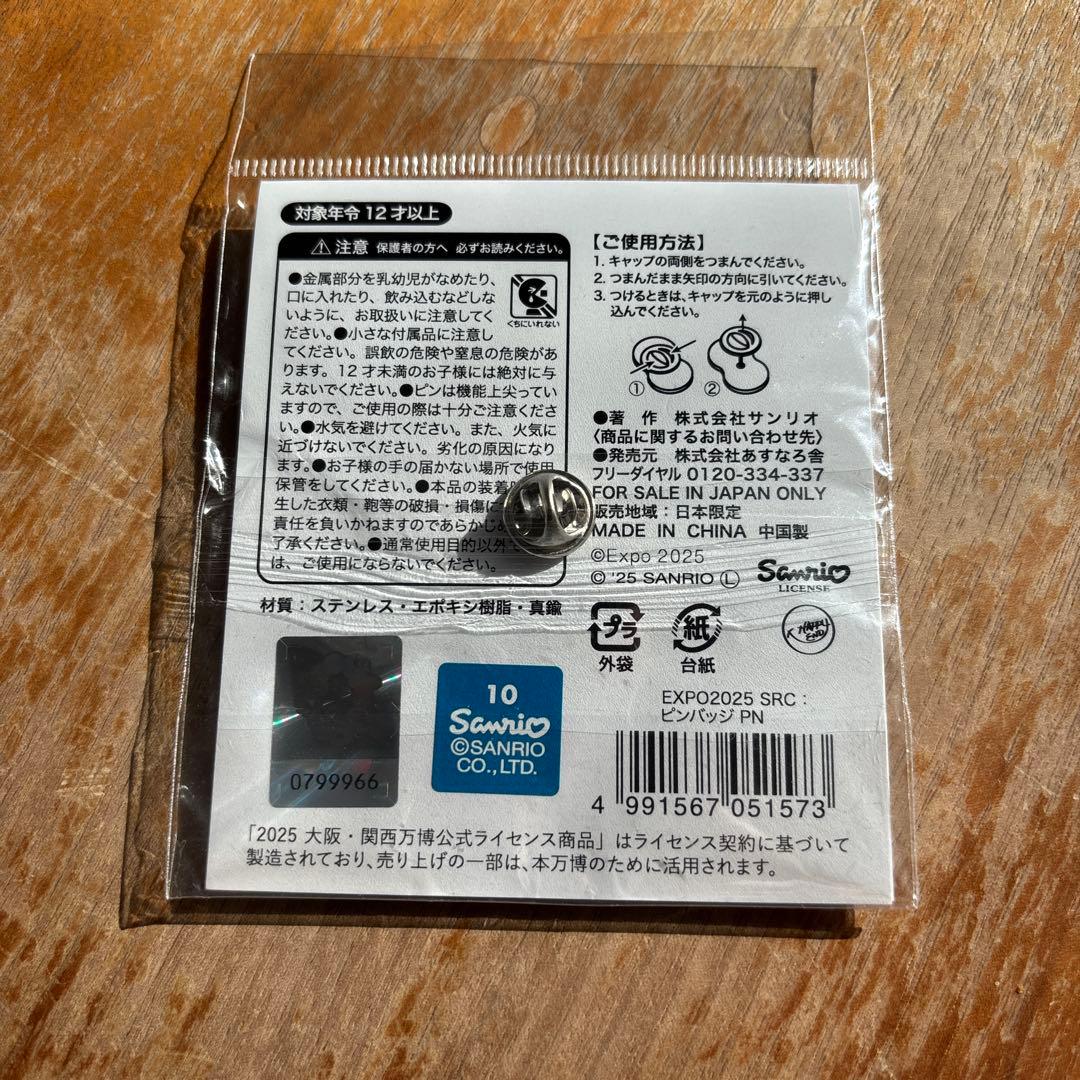 対象年令12才以上
注意 保護者の方へ 必ずお読みください。
●金属部分を乳幼児がなめたり、
口に入れたり、飲み込むなどしな
いように、お取扱いに注意してく
ださい。●小さな付属品に注意し
てください。誤飲の危険や窒息の危険があ
ります。12才未満のお子様には絶対に与
えないでください。●ピンは機能上尖ってい
ますので、ご使用の際は十分ご注意くださ
い。●水気を避けてください。また、火気に
近づけないでください。劣化の原因になり
ます。●お子様の手の届かない場所で使用
保管をしてください。●本品の装着
生した衣類・鞄等の破損・損傷に
責任を負いかねますのであらかじめ
了承ください。●通常使用目的以外
は、ご使用にならないでください。
くちにいれない
材質：ステンレス・エポキシ樹脂・真鍮
【ご使用方法】
1. キャップの両側をつまんでください。
2. つまんだまま矢印の方向に引いてください。
3. つけるときは、キャップを元のように押し
込んでください。
① ②
●著 作 株式会社サンリオ
〈商品に関するお問い合わせ先〉
●発売元 株式会社あすなろ舎
フリーダイヤル 0120-334-337
FOR SALE IN JAPAN ONLY
販売地域：日本限定
MADE IN CHINA 中国製
©Expo 2025
© '25 SANRIO Ⓛ
Sanrio
LICENSE
プラ
外袋
紙
台紙
HAPPY
END
0799966
10
Sanrio
©SANRIO
CO., LTD.
EXPO2025 SRC：
ピンバッジ PN
4 991567 051573
「2025 大阪・関西万博公式ライセンス商品」はライセンス契約に基づいて
製造されており、売り上げの一部は、本万博のために活用されます。